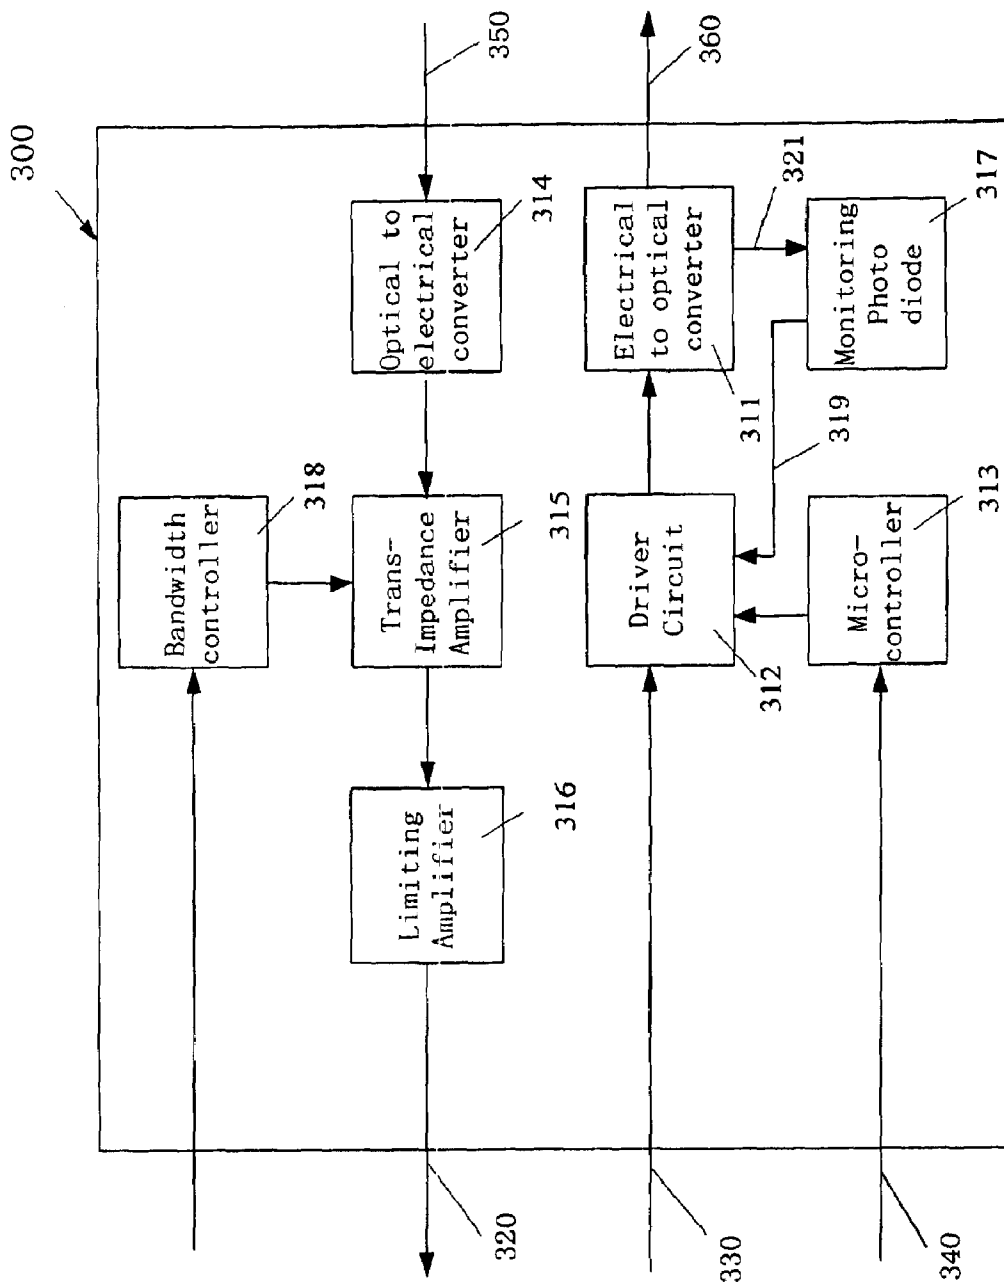 300
Bandwidth
controller
318
350
Optical to
electrical
converter
314
Trans-
Impedance
Amplifier
315
Limiting
Amplifier
316
320
360
Electrical
to optical
converter
311
321
Driver
Circuit
312
319
330
Monitoring
Photo
diode
317
Micro-
controller
313
340